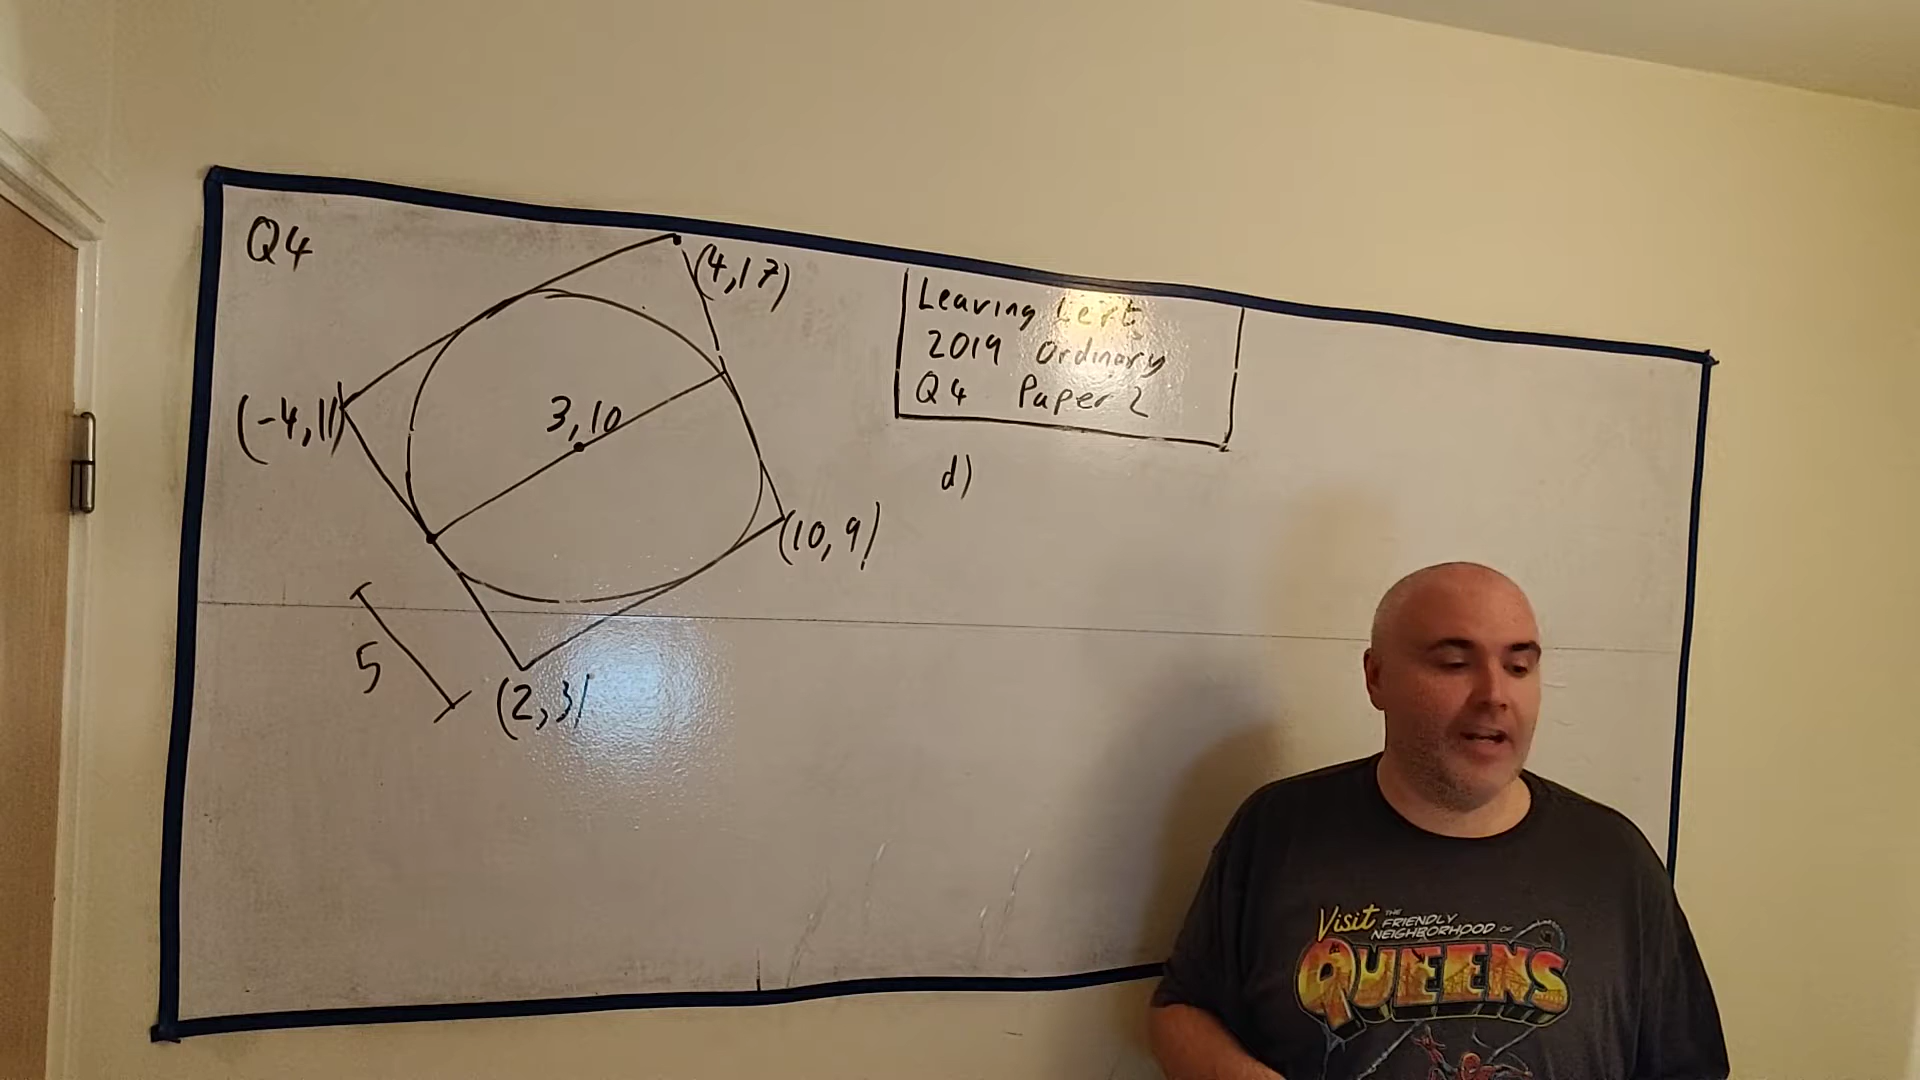 Q4
(4,17)
(-4,11)
3,10
(10,9)
5
(2,3)
Leaving Cert
2019 Ordinary
Q4 Paper 2
d)
Visit THE FRIENDLY NEIGHBORHOOD OF
QUEENS